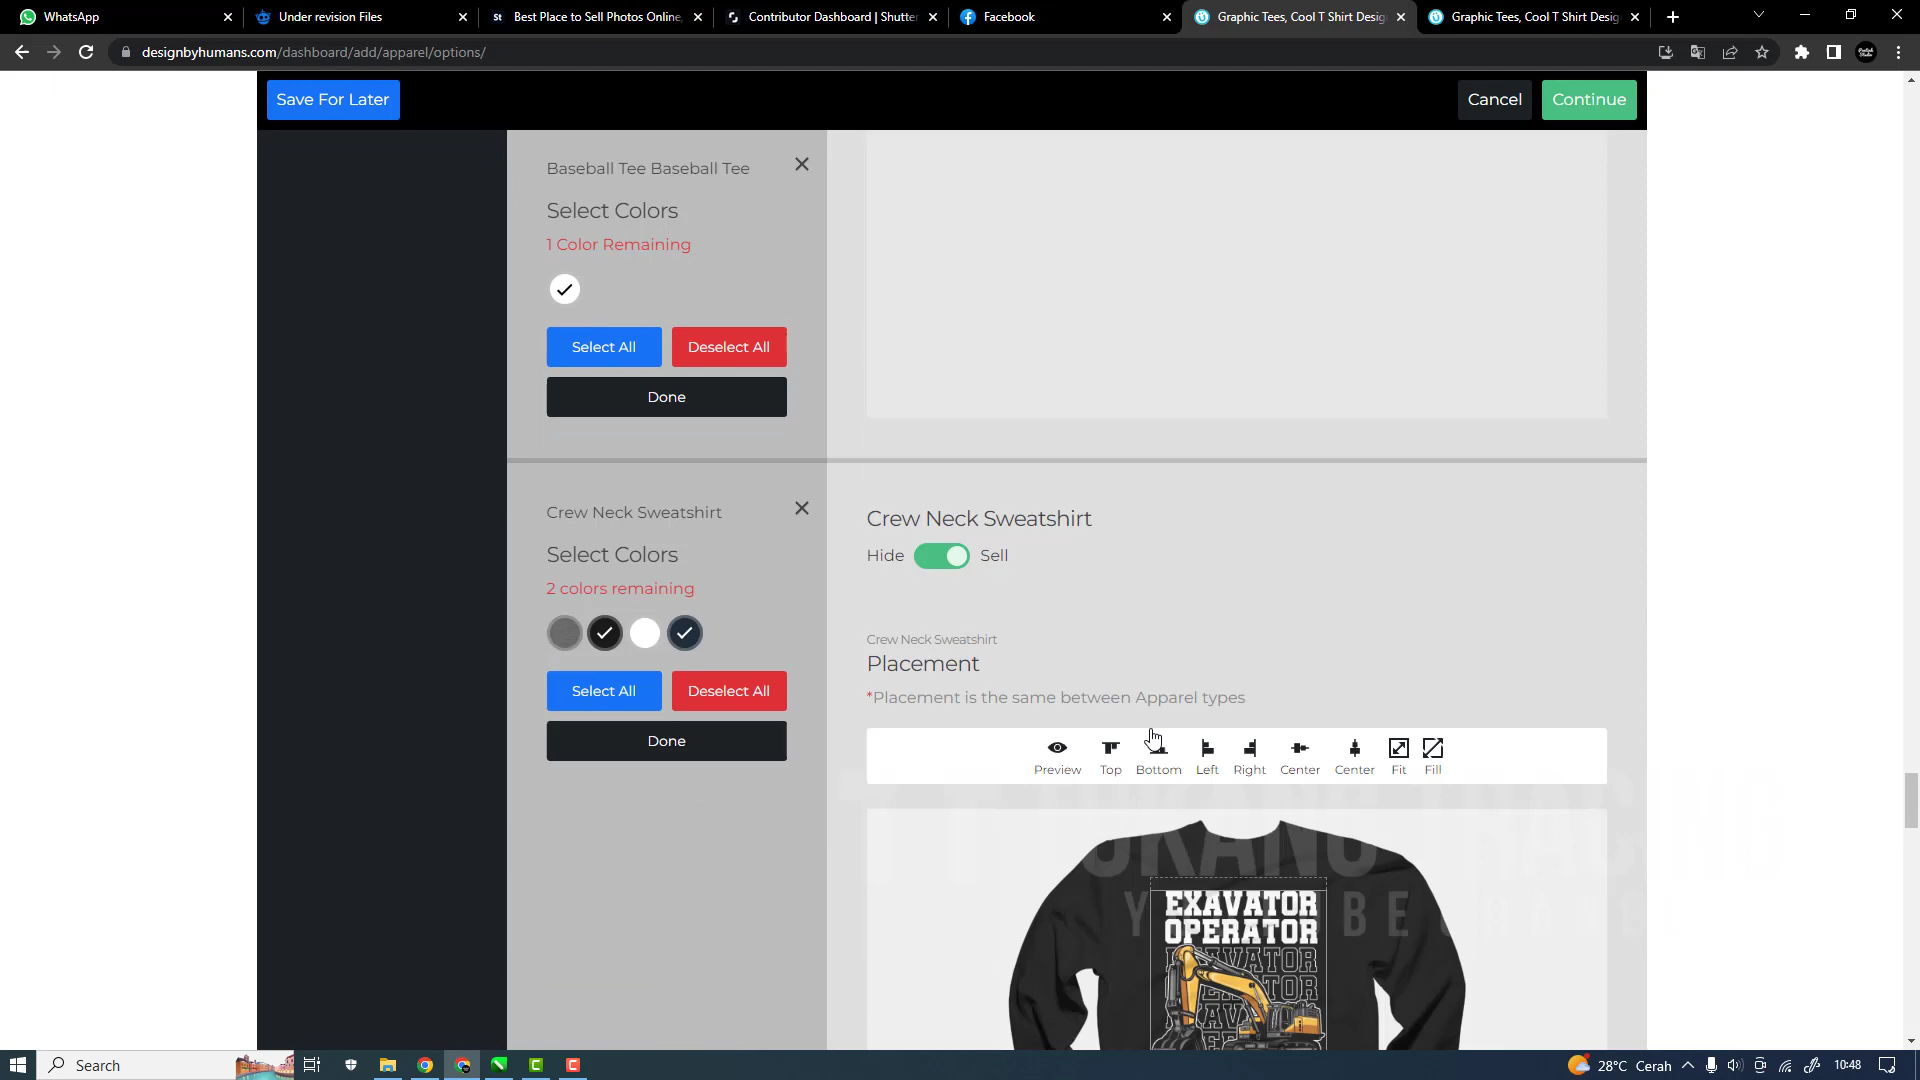 WhatsApp
Under revision Files
Best Place to Sell Photos Online,
Contributor Dashboard | Shutter
Facebook
Graphic Tees, Cool T Shirt Desig
Graphic Tees, Cool T Shirt Desig
designbyhumans.com/dashboard/add/apparel/options/
Save For Later
Cancel
Continue
Baseball Tee Baseball Tee
Select Colors
1 Color Remaining
Select All
Deselect All
Done
Crew Neck Sweatshirt
Select Colors
2 colors remaining
Select All
Deselect All
Done
Crew Neck Sweatshirt
Hide
Sell
Crew Neck Sweatshirt
Placement
*Placement is the same between Apparel types
Preview
Top
Bottom
Left
Right
Center
Center
Fit
Fill
EXAVATOR
OPERATOR
Search
28°C Cerah
10:48